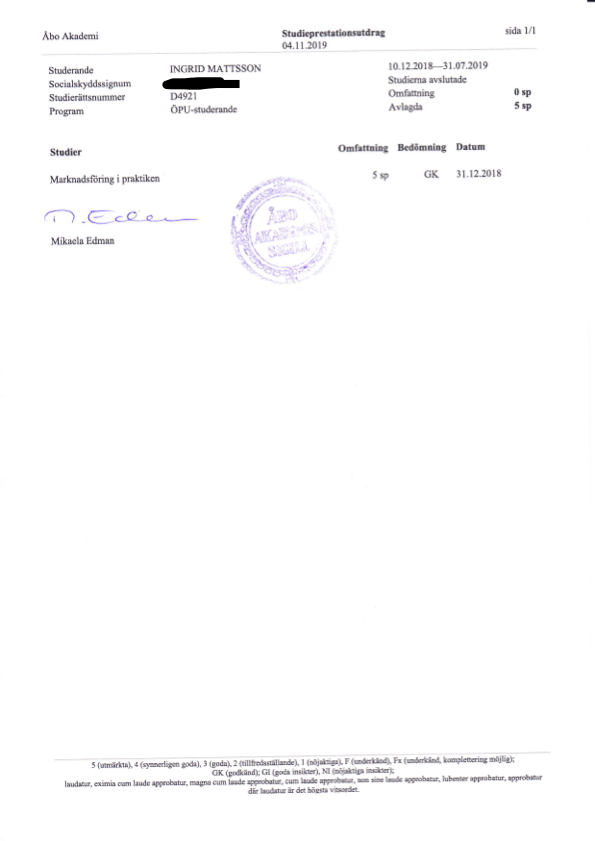 Åbo Akademi
Studieprestationsutdrag
sida 1/1
04.11.2019
Studerande INGRID MATTSSON 10.12.2018—31.07.2019
Socialskyddssignum Studierna avslutade
Studierättsnummer D4921 Omfattning 0 sp
Program ÖPU-studerande Avlagda 5 sp
Studier Omfattning Bedömning Datum
Marknadsföring i praktiken 5 sp GK 31.12.2018
ÅBO
AKADEMIS
SIGILL
Mikaela Edman
5 (utmärkta), 4 (synnerligen goda), 3 (goda), 2 (tillfredsställande), 1 (nöjaktiga), F (underkänd), Fx (underkänd, komplettering möjlig);
GK (godkänd); GI (goda insikter), NI (nöjaktiga insikter);
laudatur, eximia cum laude approbatur, magna cum laude approbatur, cum laude approbatur, non sine laude approbatur, lubenter approbatur, approbatur
där laudatur är det högsta vitsordet.